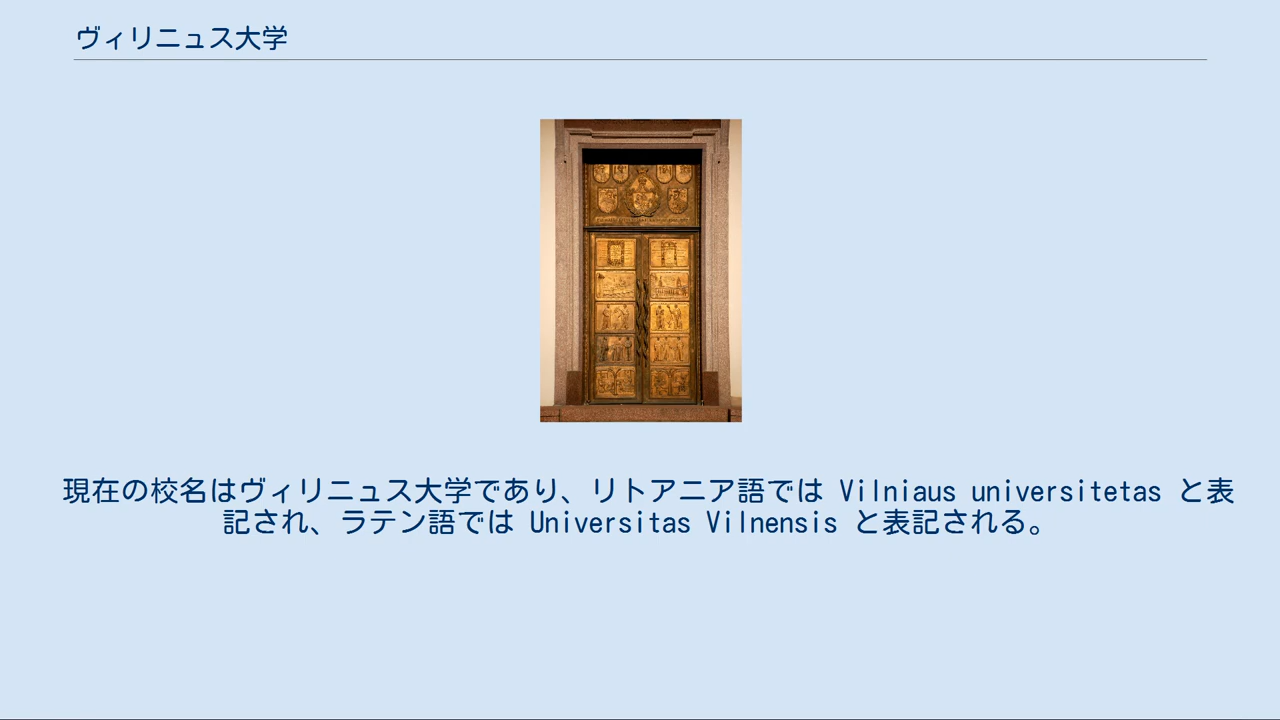 ヴィリニュス大学
現在の校名はヴィリニュス大学であり、リトアニア語では Vilniaus universitetas と表
記され、ラテン語では Universitas Vilnensis と表記される。